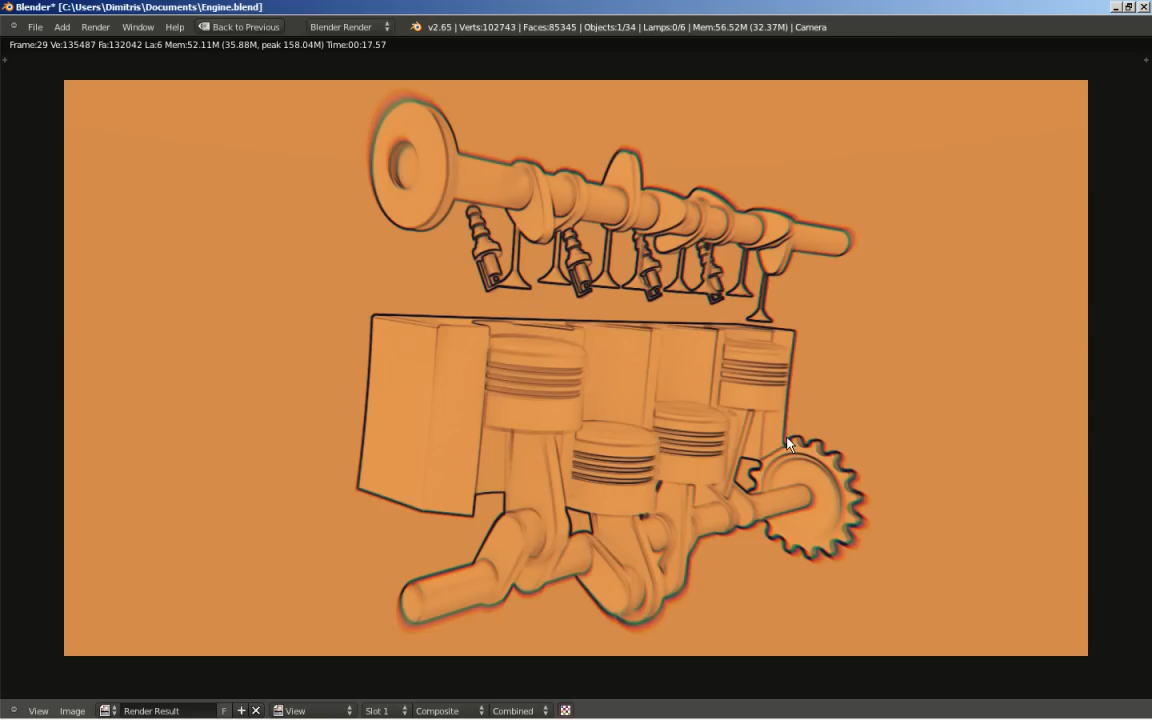 Blender* [C:\Users\Dimitris\Documents\Engine.blend]
File Add Render Window Help Back to Previous Blender Render v2.65 | Verts:102743 | Faces:85345 | Objects:1/34 | Lamps:0/6 | Mem:56.52M (32.37M) | Camera
Frame:29 Ve:135487 Fa:132042 La:6 Mem:52.11M (35.88M, peak 158.04M) Time:00:17.57
View Image Render Result F View Slot 1 Composite Combined